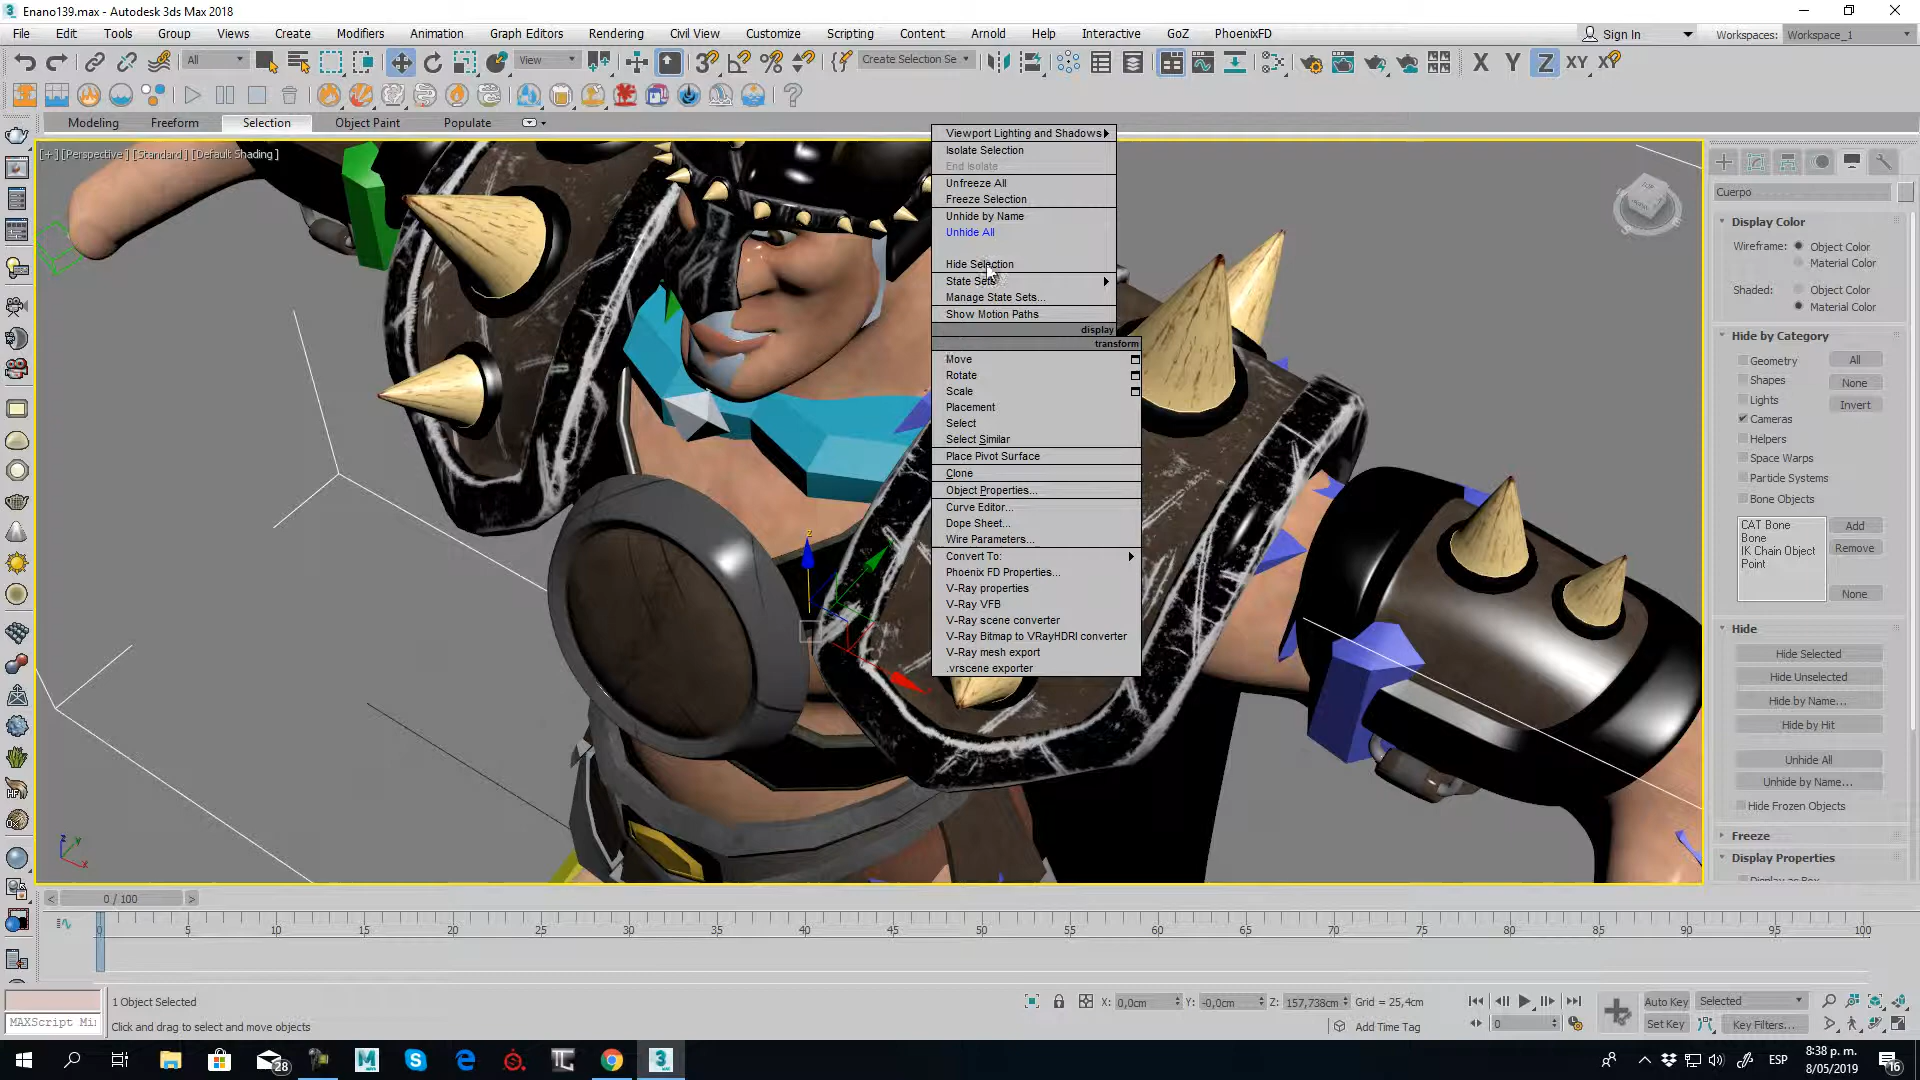 Enano139.max - Autodesk 3ds Max 2018
File Edit Tools Group Views Create Modifiers Animation Graph Editors Rendering Civil View Customize Scripting Content Arnold Help Interactive GoZ PhoenixFD
Sign In Workspaces: Workspace_1
All View Create Selection Se X Y Z XY XY
Modeling Freeform Selection Object Paint Populate
[+] [Perspective] [Standard] [Default Shading]
Viewport Lighting and Shadows
Isolate Selection
End Isolate
Unfreeze All
Freeze Selection
Unhide by Name
Unhide All
Hide Selection
State Sets
Manage State Sets...
Show Motion Paths
display
transform
Move
Rotate
Scale
Placement
Select
Select Similar
Place Pivot Surface
Clone
Object Properties...
Curve Editor...
Dope Sheet...
Wire Parameters...
Convert To:
Phoenix FD Properties...
V-Ray properties
V-Ray VFB
V-Ray scene converter
V-Ray Bitmap to VRayHDRI converter
V-Ray mesh export
.vrscene exporter
Cuerpo
Display Color
Wireframe: Object Color
Material Color
Shaded: Object Color
Material Color
Hide by Category
Geometry All
Shapes None
Lights Invert
Cameras
Helpers
Space Warps
Particle Systems
Bone Objects
CAT Bone Add
Bone
IK Chain Object Remove
Point
None
Hide
Hide Selected
Hide Unselected
Hide by Name...
Hide by Hit
Unhide All
Unhide by Name...
Hide Frozen Objects
Freeze
Display Properties
< 0 / 100 >
0 5 10 15 20 25 30 35 40 45 50 55 60 65 70 75 80 85 90 95 100
1 Object Selected X: 0,0cm Y: -0,0cm Z: 157,738cm Grid = 25,4cm Auto Key Selected
MAXScript Mi Click and drag to select and move objects Add Time Tag 0 Set Key Key Filters...
28 ESP 8:38 p. m.
8/05/2019 16